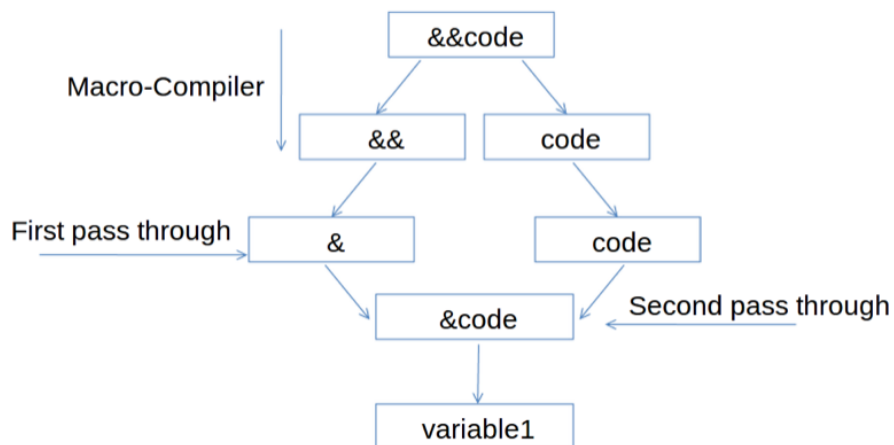 &&code
Macro-Compiler
&&
code
First pass through
&
code
&code
Second pass through
variable1